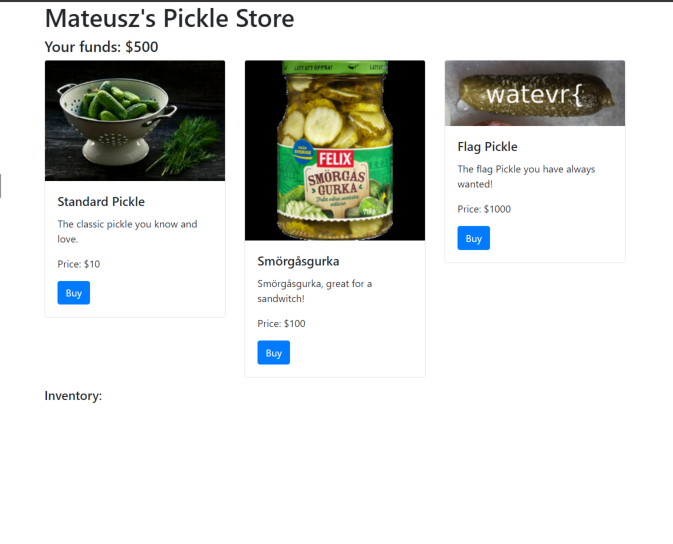 Mateusz's Pickle Store
Your funds: $500
FELIX
SMÖRGÅS
GURKA
watevr{
Standard Pickle
The classic pickle you know and
love.
Price: $10
Buy
Smörgåsgurka
Smörgåsgurka, great for a
sandwitch!
Price: $100
Buy
Flag Pickle
The flag Pickle you have always
wanted!
Price: $1000
Buy
Inventory: